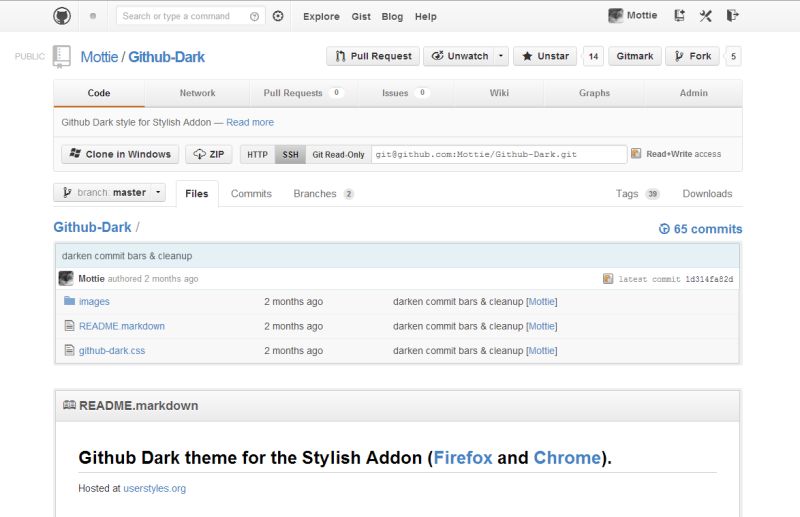 Search or type a command
Explore Gist Blog Help
Mottie
PUBLIC
Mottie / Github-Dark
Pull Request Unwatch Unstar 14 Gitmark Fork 5
Code Network Pull Requests 0 Issues 0 Wiki Graphs Admin
Github Dark style for Stylish Addon — Read more
Clone in Windows ZIP HTTP SSH Git Read-Only git@github.com:Mottie/Github-Dark.git Read+Write access
branch: master Files Commits Branches 2 Tags 39 Downloads
Github-Dark / 65 commits
darken commit bars & cleanup
Mottie authored 2 months ago latest commit 1d314fa82d
images 2 months ago darken commit bars & cleanup [Mottie]
README.markdown 2 months ago darken commit bars & cleanup [Mottie]
github-dark.css 2 months ago darken commit bars & cleanup [Mottie]
README.markdown
Github Dark theme for the Stylish Addon (Firefox and Chrome).
Hosted at userstyles.org